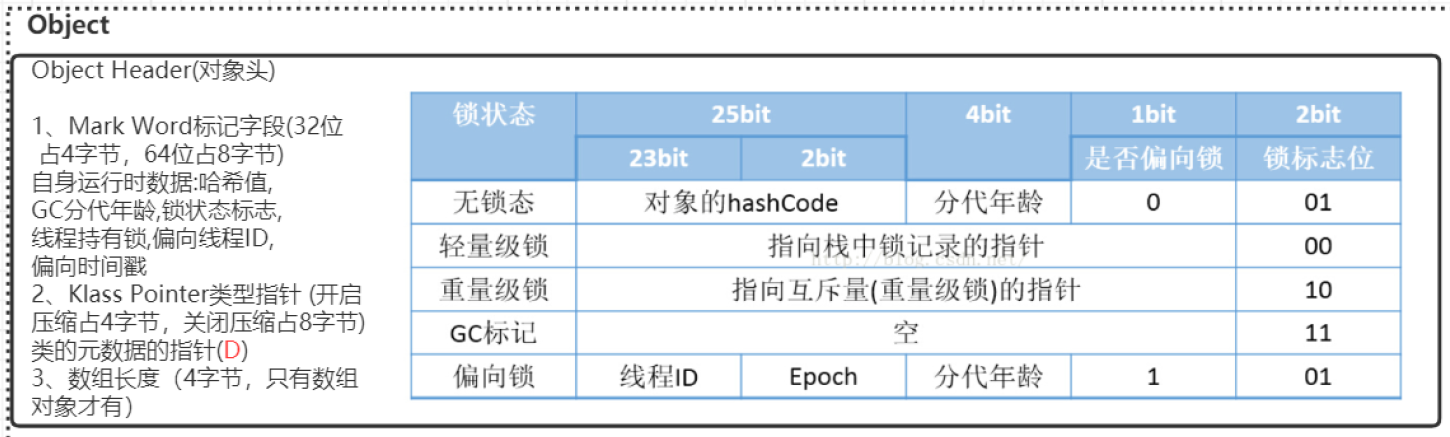 Object
Object Header(对象头)
1、Mark Word标记字段(32位
占4字节，64位占8字节)
自身运行时数据:哈希值,
GC分代年龄,锁状态标志,
线程持有锁,偏向线程ID,
偏向时间戳
2、Klass Pointer类型指针 (开启
压缩占4字节，关闭压缩占8字节)
类的元数据的指针(D)
3、数组长度（4字节，只有数组
对象才有）
锁状态 25bit 4bit 1bit 2bit
23bit 2bit 是否偏向锁 锁标志位
无锁态 对象的hashCode 分代年龄 0 01
轻量级锁 指向栈中锁记录的指针 00
http://blog.csdn.net/
重量级锁 指向互斥量(重量级锁)的指针 10
GC标记 空 11
偏向锁 线程ID Epoch 分代年龄 1 01